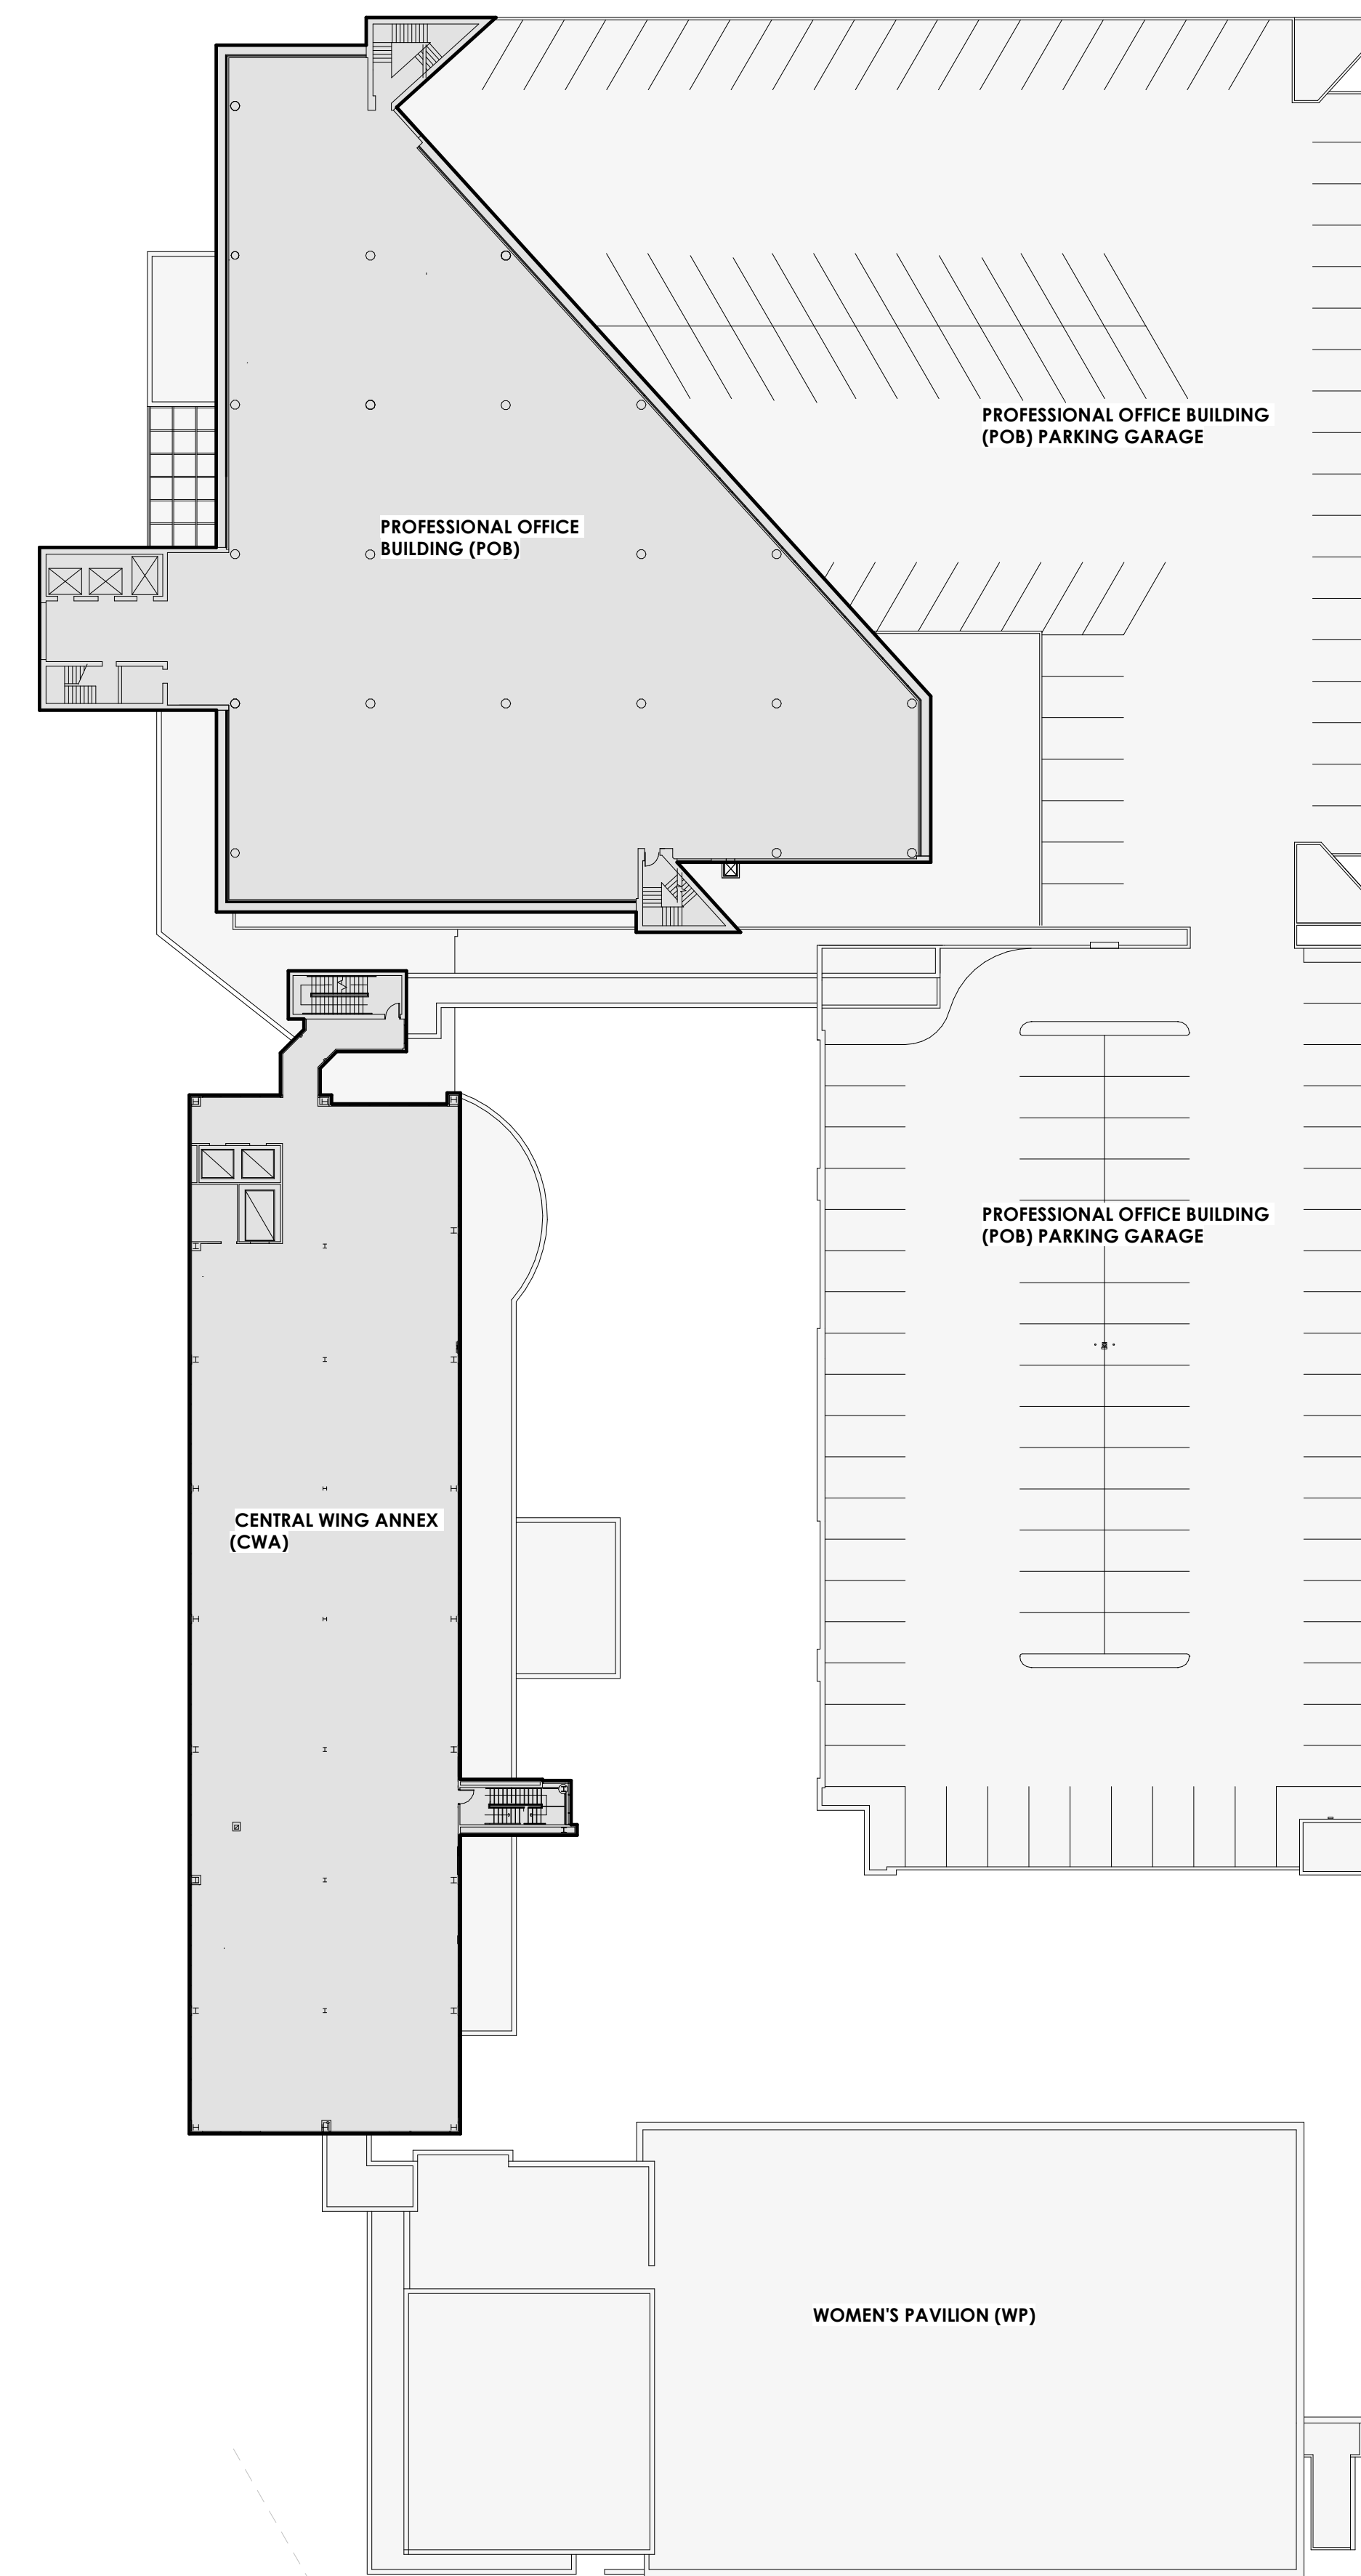 PROFESSIONAL OFFICE BUILDING
(POB) PARKING GARAGE
PROFESSIONAL OFFICE
BUILDING (POB)
PROFESSIONAL OFFICE BUILDING
(POB) PARKING GARAGE
CENTRAL WING ANNEX
(CWA)
WOMEN'S PAVILION (WP)